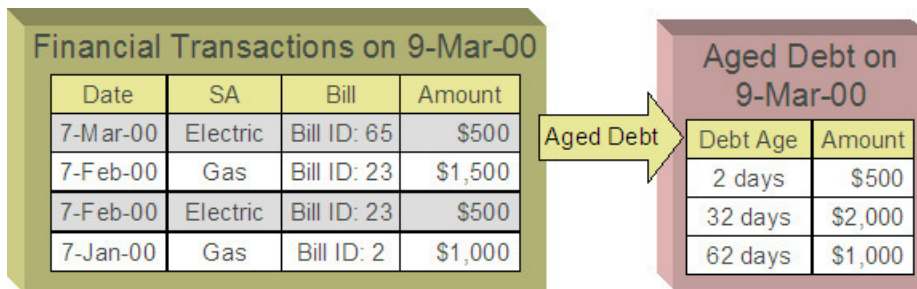 Financial Transactions on 9-Mar-00
Date SA Bill Amount
7-Mar-00 Electric Bill ID: 65 $500
7-Feb-00 Gas Bill ID: 23 $1,500
7-Feb-00 Electric Bill ID: 23 $500
7-Jan-00 Gas Bill ID: 2 $1,000
Aged Debt
Aged Debt on
9-Mar-00
Debt Age Amount
2 days $500
32 days $2,000
62 days $1,000